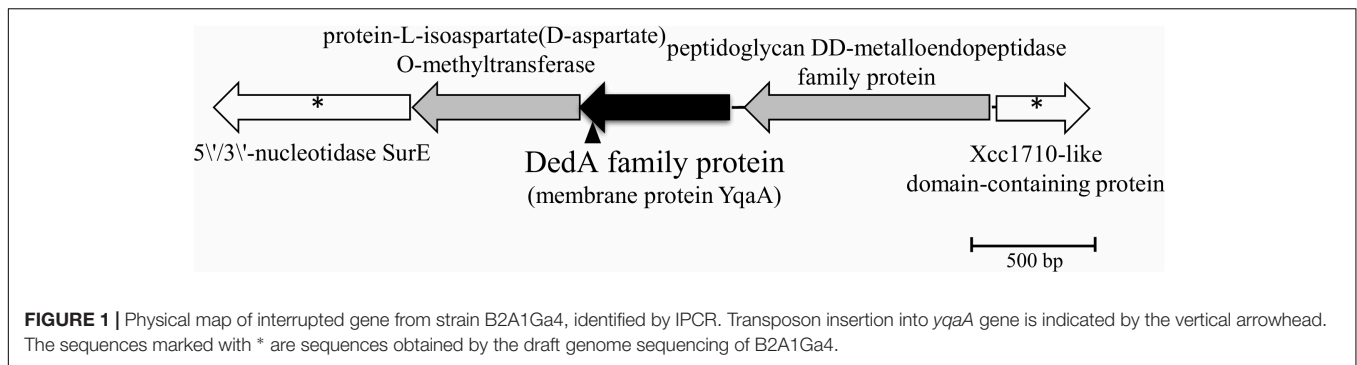 protein-L-isoaspartate(D-aspartate)
O-methyltransferase
peptidoglycan DD-metalloendopeptidase
family protein
*
*
5\'/3\'-nucleotidase SurE
DedA family protein
(membrane protein YqaA)
Xcc1710-like
domain-containing protein
500 bp
FIGURE 1 | Physical map of interrupted gene from strain B2A1Ga4, identified by IPCR. Transposon insertion into yqaA gene is indicated by the vertical arrowhead.
The sequences marked with * are sequences obtained by the draft genome sequencing of B2A1Ga4.